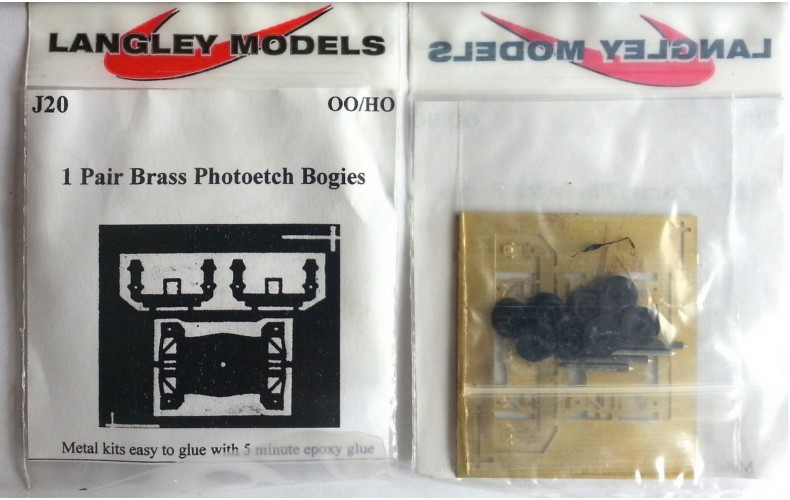 LANGLEY MODELS
J20 OO/HO
1 Pair Brass Photoetch Bogies
Metal kits easy to glue with 5 minute epoxy glue
LANGLEY MODELS